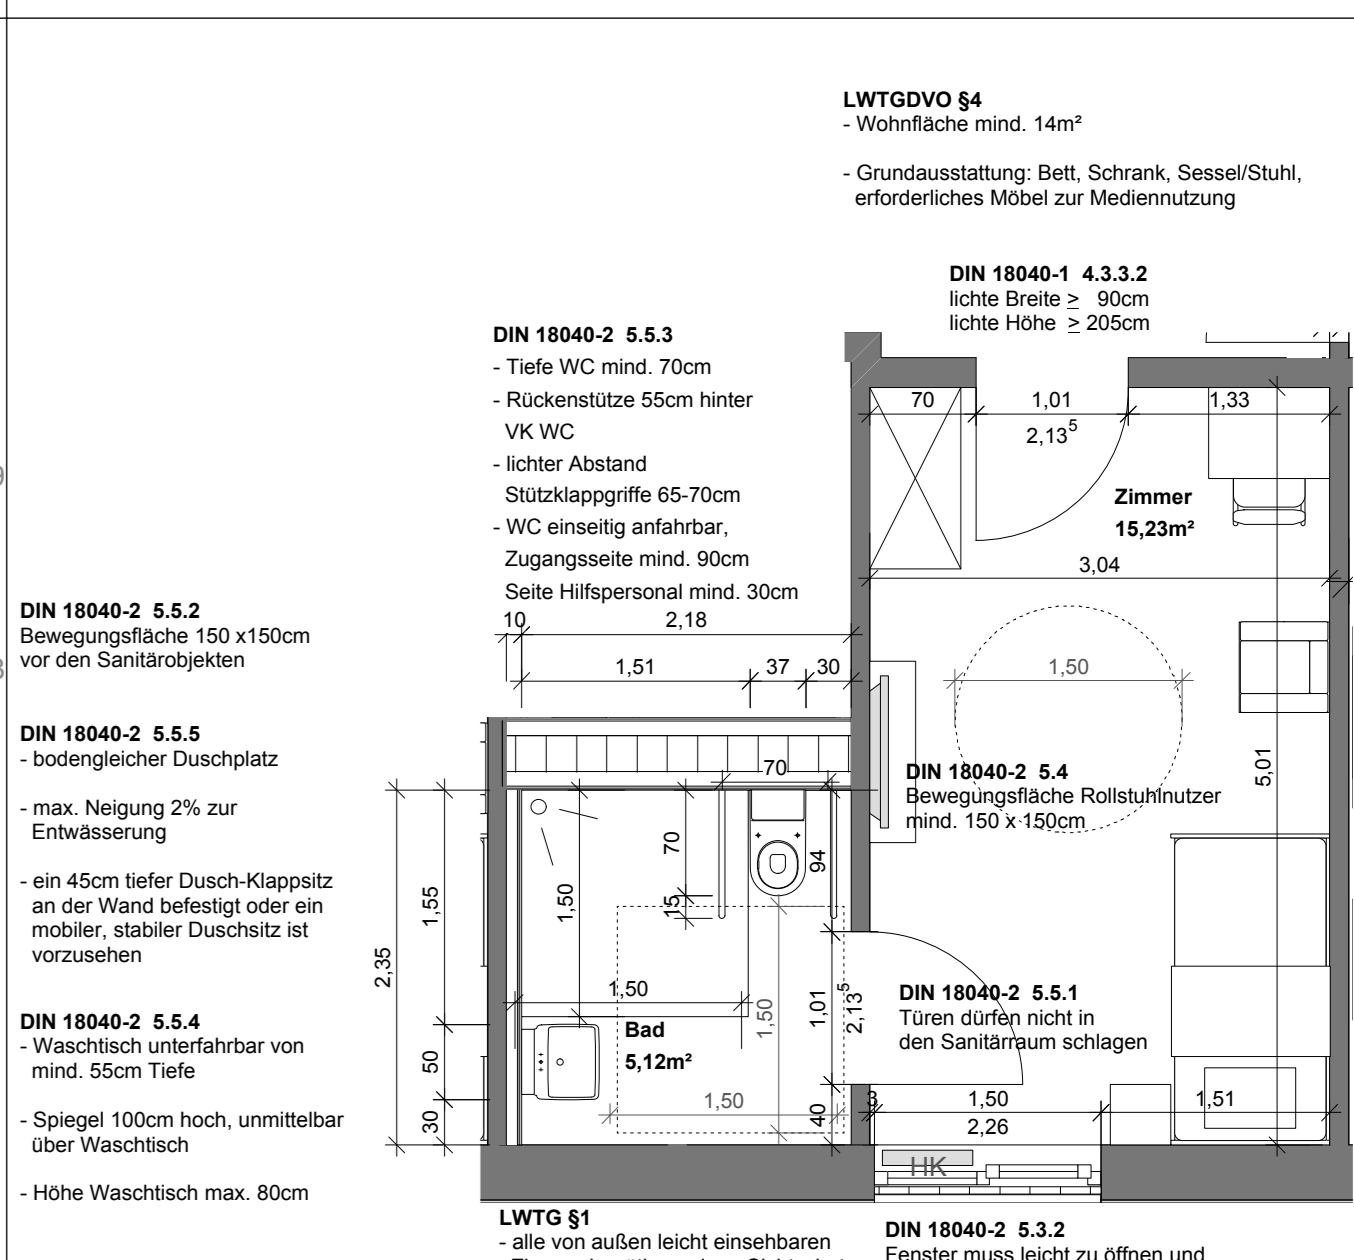 LWTGDVO §4
- Wohnfläche mind. 14m²
- Grundausstattung: Bett, Schrank, Sessel/Stuhl,
erforderliches Möbel zur Mediennutzung
DIN 18040-1 4.3.3.2
lichte Breite ≥ 90cm
lichte Höhe ≥ 205cm
DIN 18040-2 5.5.3
- Tiefe WC mind. 70cm
- Rückenstütze 55cm hinter
VK WC
- lichter Abstand
Stützklappgriffe 65-70cm
- WC einseitig anfahrbar,
Zugangsseite mind. 90cm
Seite Hilfspersonal mind. 30cm
70 1,01 1,33
2,13⁵
Zimmer
15,23m²
3,04
DIN 18040-2 5.5.2
Bewegungsfläche 150 x150cm
vor den Sanitärobjekten
10 2,18
1,51 37 30
1,50
5,01
DIN 18040-2 5.5.5
- bodengleicher Duschplatz
- max. Neigung 2% zur
Entwässerung
- ein 45cm tiefer Dusch-Klappsitz
an der Wand befestigt oder ein
mobiler, stabiler Duschsitz ist
vorzusehen
DIN 18040-2 5.4
Bewegungsfläche Rollstuhlnutzer
mind. 150 x 150cm
70
70
94
15
1,50
1,55
2,35
1,50
1,50
1,01
2,13⁵
Bad
5,12m²
1,50
50
30
40
DIN 18040-2 5.5.1
Türen dürfen nicht in
den Sanitärraum schlagen
DIN 18040-2 5.5.4
- Waschtisch unterfahrbar von
mind. 55cm Tiefe
- Spiegel 100cm hoch, unmittelbar
über Waschtisch
- Höhe Waschtisch max. 80cm
3 1,50 1,51
2,26
HK
LWTG §1
- alle von außen leicht einsehbaren
DIN 18040-2 5.3.2
Fenster muss leicht zu öffnen und